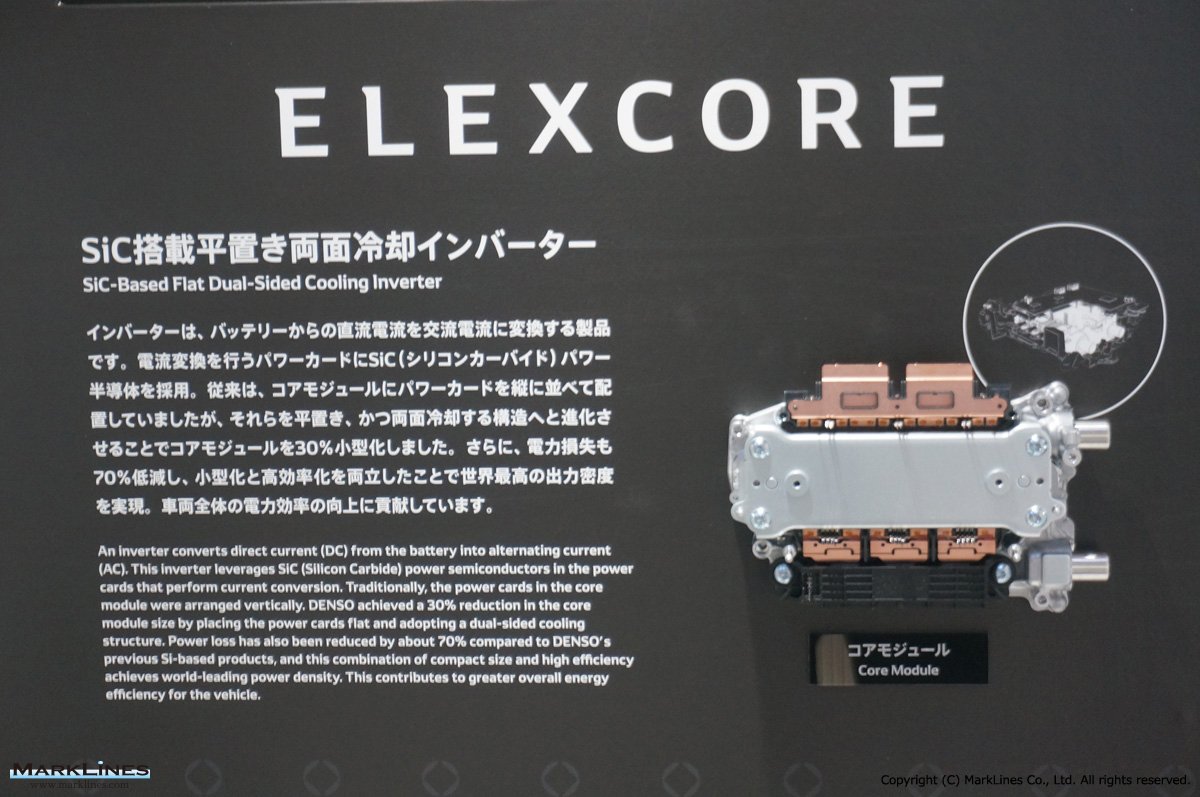 ELEXCORE
SiC搭載平置き両面冷却インバーター
SiC-Based Flat Dual-Sided Cooling Inverter
インバーターは、バッテリーからの直流電流を交流電流に変換する製品
です。電流変換を行うパワーカードにSiC（シリコンカーバイド）パワー
半導体を採用。従来は、コアモジュールにパワーカードを縦に並べて配
置していましたが、それらを平置き、かつ両面冷却する構造へと進化さ
せることでコアモジュールを30%小型化しました。さらに、電力損失も
70%低減し、小型化と高効率化を両立したことで世界最高の出力密度
を実現。車両全体の電力効率の向上に貢献しています。
An inverter converts direct current (DC) from the battery into alternating current
(AC). This inverter leverages SiC (Silicon Carbide) power semiconductors in the power
cards that perform current conversion. Traditionally, the power cards in the core
module were arranged vertically. DENSO achieved a 30% reduction in the core
module size by placing the power cards flat and adopting a dual-sided cooling
structure. Power loss has also been reduced by about 70% compared to DENSO's
previous Si-based products, and this combination of compact size and high efficiency
achieves world-leading power density. This contributes to greater overall energy
efficiency for the vehicle.
コアモジュール
Core Module
MARKLINES
www.marklines.com
Copyright (C) MarkLines Co., Ltd. All rights reserved.